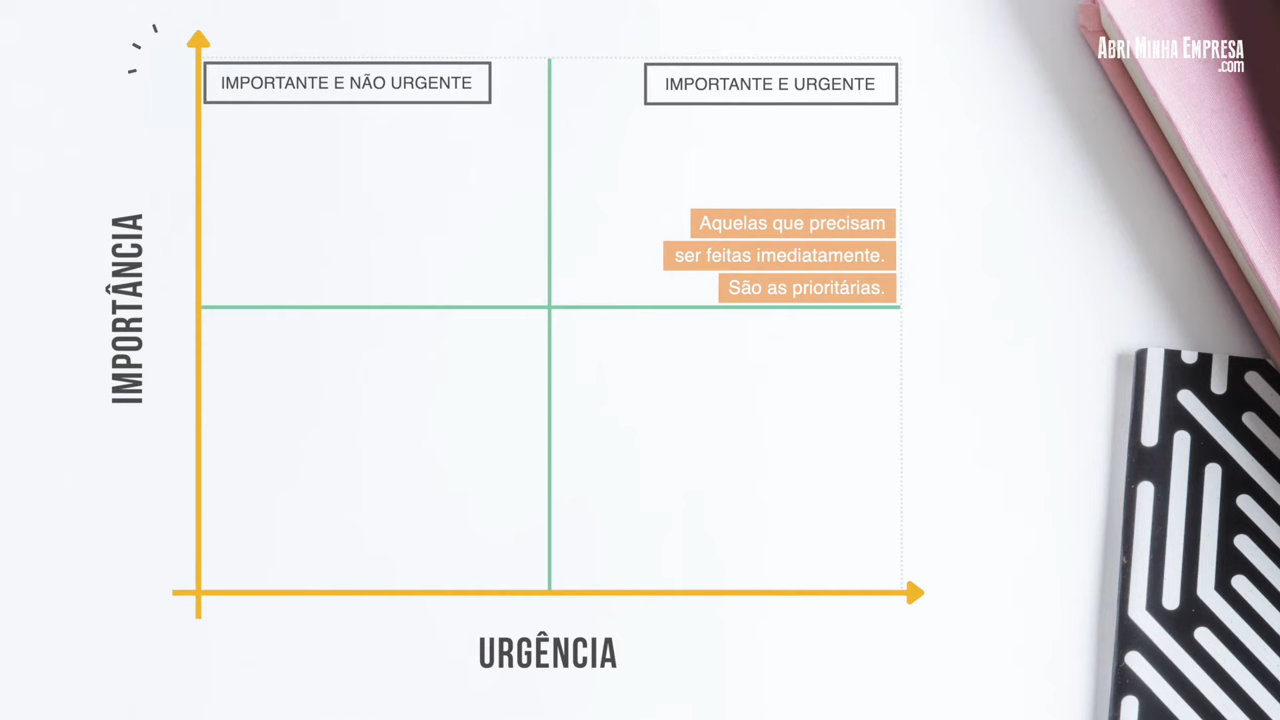 ABRI MINHA EMPRESA
.com
IMPORTANTE E NÃO URGENTE
IMPORTANTE E URGENTE
Aquelas que precisam
ser feitas imediatamente.
São as prioritárias.
IMPORTÂNCIA
URGÊNCIA